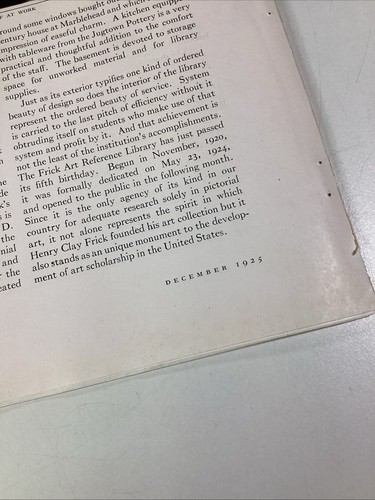 F AT WORK
round some windows bought on
century house at Marblehead and which
impression of easeful charm. A kitchen equipped
with tableware from the Jugtown Pottery is a very
practical and thoughtful addition to the comfort
of the staff. The basement is devoted to storage
space for unworked material and for library
supplies.
Just as its exterior typifies one kind of ordered
beauty of design so does the interior of the library
represent the ordered beauty of service. System
is carried to the last pitch of efficiency without it
obtruding itself on students who make use of that
system and profit by it. And that achievement is
not the least of the institution's accomplishments.
The Frick Art Reference Library has just passed
its fifth birthday. Begun in November, 1920,
it was formally dedicated on May 23, 1924,
and opened to the public in the following month.
Since it is the only agency of its kind in our
country for adequate research solely in pictorial
art, it not alone represents the spirit in which
Henry Clay Frick founded his art collection but it
also stands as an unique monument to the develop-
ment of art scholarship in the United States.
DECEMBER 1925
he
de
k's
is
D.
the
nial
and
the
eated